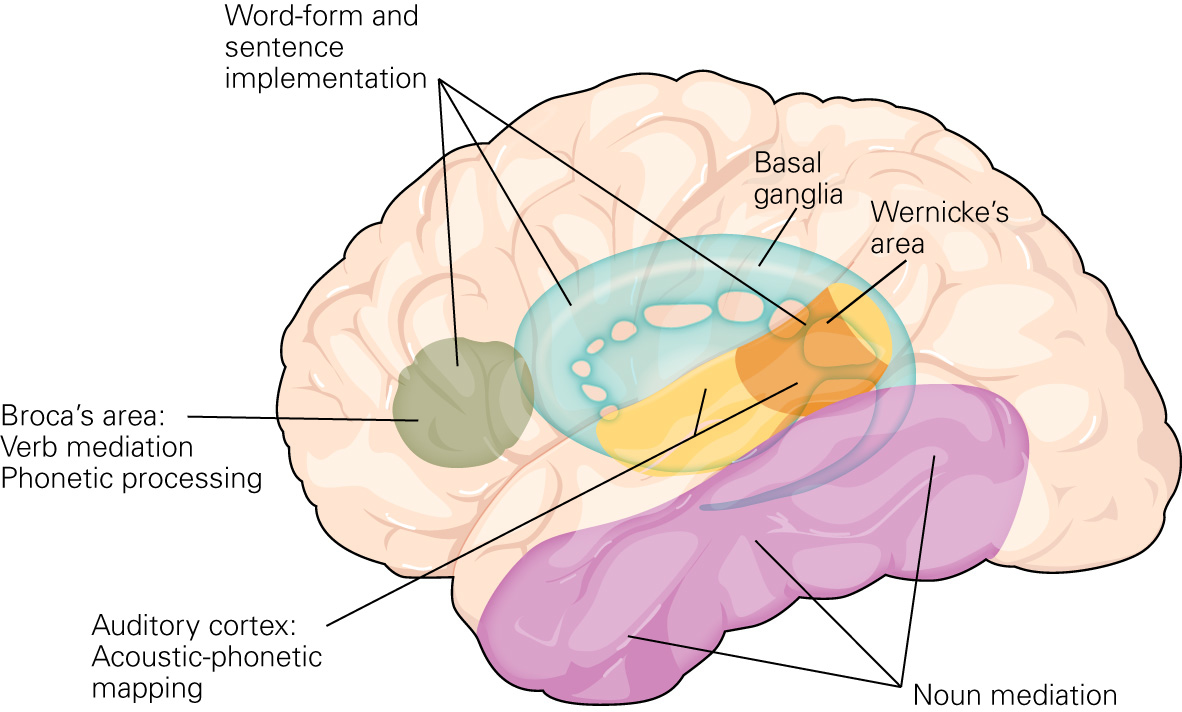 Word-form and
sentence
implementation
Basal
ganglia
Wernicke’s
area
Broca’s area:
Verb mediation
Phonetic processing
Auditory cortex:
Acoustic-phonetic
mapping
Noun mediation